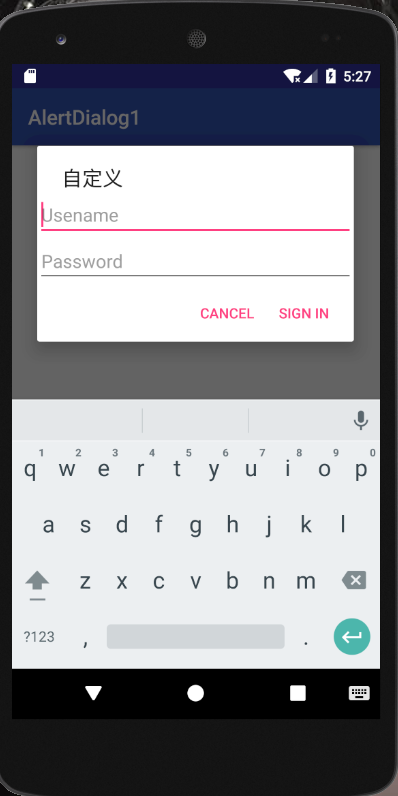 5:27
AlertDialog1
自定义
Usename
Password
CANCEL SIGN IN
1 2 3 4 5 6 7 8 9 0
q w e r t y u i o p
a s d f g h j k l
z x c v b n m
?123 , .